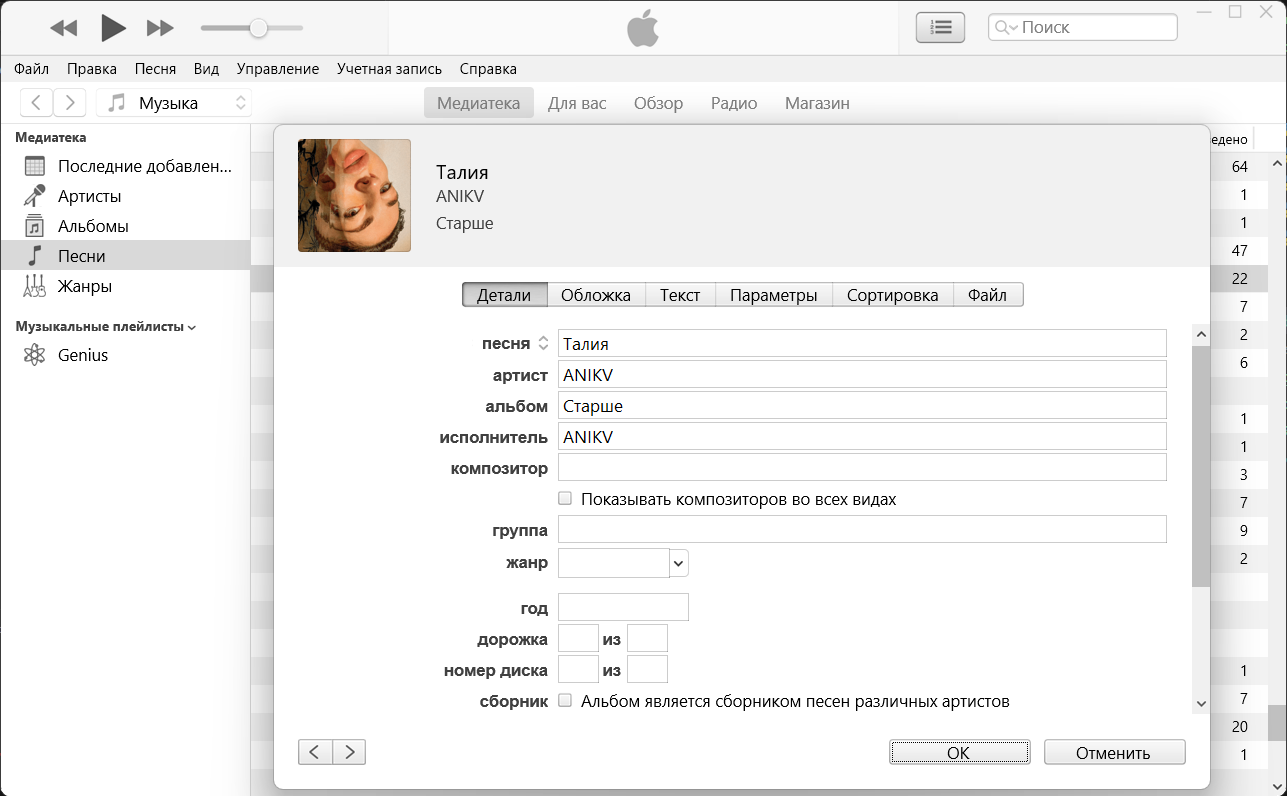 Поиск
Файл Правка Песня Вид Управление Учетная запись Справка
Музыка
Медиатека Для вас Обзор Радио Магазин
Медиатека
Последние добавлен...
Артисты
Альбомы
Песни
Жанры
Музыкальные плейлисты
Genius
Талия
ANIKV
Старше
Детали Обложка Текст Параметры Сортировка Файл
песня Талия
артист ANIKV
альбом Старше
исполнитель ANIKV
композитор
Показывать композиторов во всех видах
группа
жанр
год
дорожка из
номер диска из
сборник Альбом является сборником песен различных артистов
OK Отменить
64
1
1
47
22
7
2
6
1
1
3
7
9
2
1
7
20
1